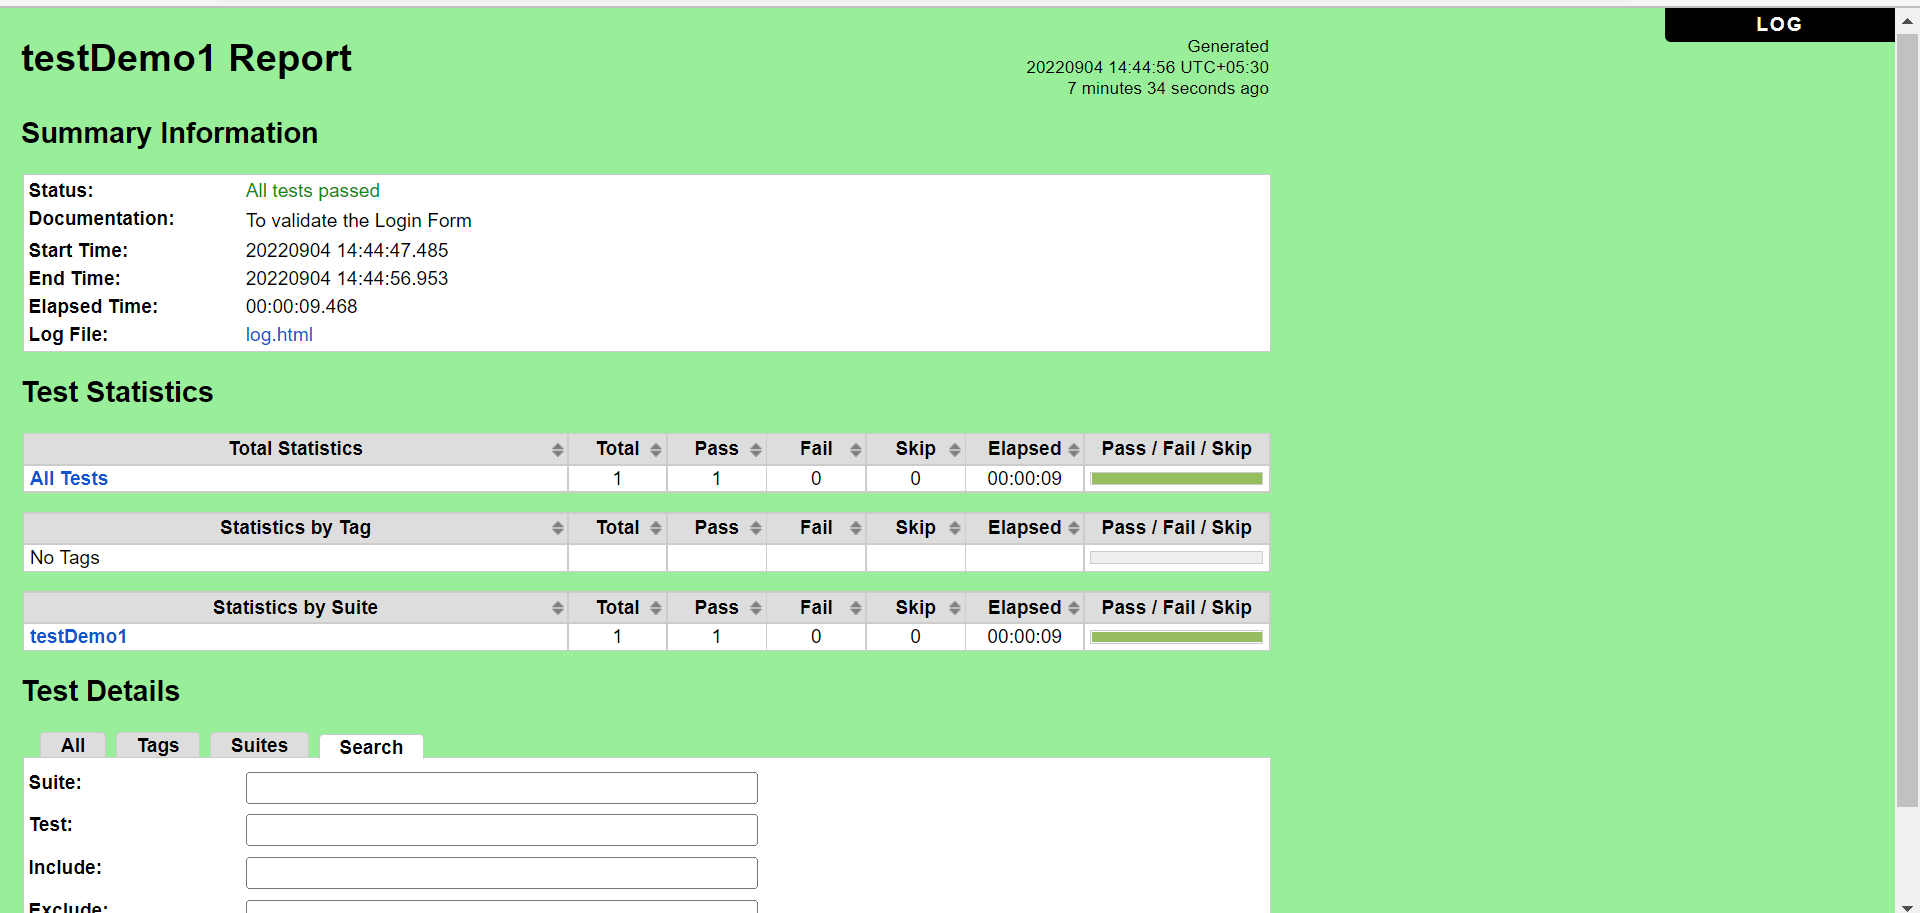 LOG
testDemo1 Report
Generated
20220904 14:44:56 UTC+05:30
7 minutes 34 seconds ago
Summary Information
Status: All tests passed
Documentation: To validate the Login Form
Start Time: 20220904 14:44:47.485
End Time: 20220904 14:44:56.953
Elapsed Time: 00:00:09.468
Log File: log.html
Test Statistics
Total Statistics Total Pass Fail Skip Elapsed Pass / Fail / Skip
All Tests 1 1 0 0 00:00:09
Statistics by Tag Total Pass Fail Skip Elapsed Pass / Fail / Skip
No Tags
Statistics by Suite Total Pass Fail Skip Elapsed Pass / Fail / Skip
testDemo1 1 1 0 0 00:00:09
Test Details
All Tags Suites Search
Suite:
Test:
Include:
Exclude: